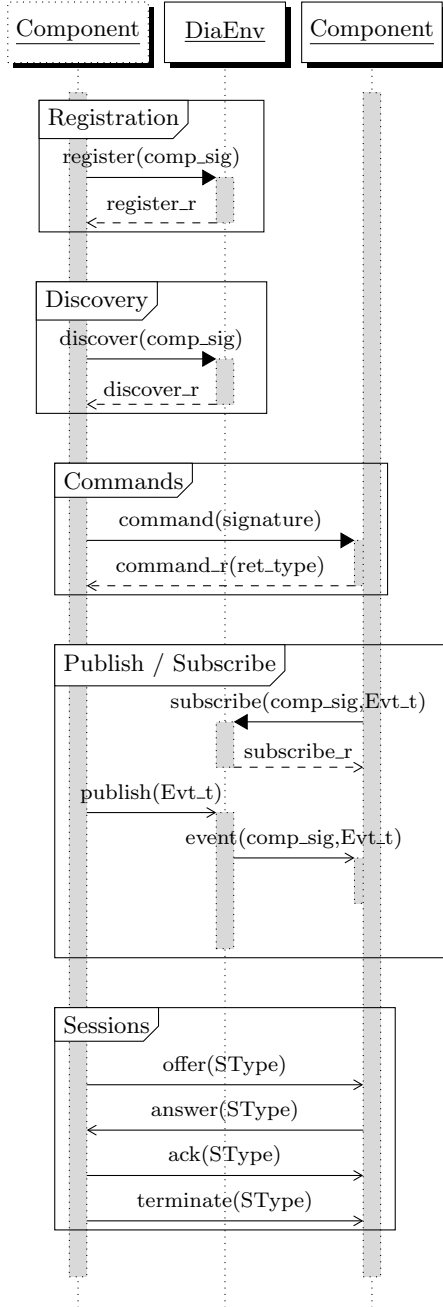 Component
DiaEnv
Component
Registration
register(comp_sig)
register_r
Discovery
discover(comp_sig)
discover_r
Commands
command(signature)
command_r(ret_type)
Publish / Subscribe
subscribe(comp_sig,Evt_t)
subscribe_r
publish(Evt_t)
event(comp_sig,Evt_t)
Sessions
offer(SType)
answer(SType)
ack(SType)
terminate(SType)